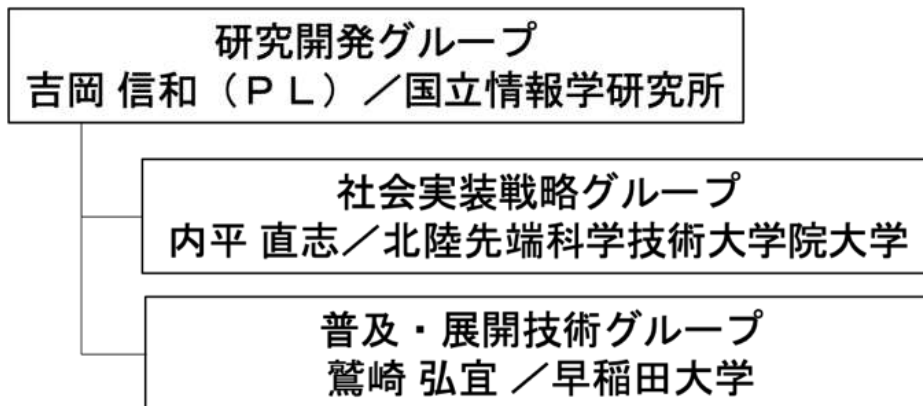 研究開発グループ
吉岡 信和（ＰＬ）／国立情報学研究所
社会実装戦略グループ
内平 直志／北陸先端科学技術大学院大学
普及・展開技術グループ
鷲崎 弘宜 ／早稲田大学